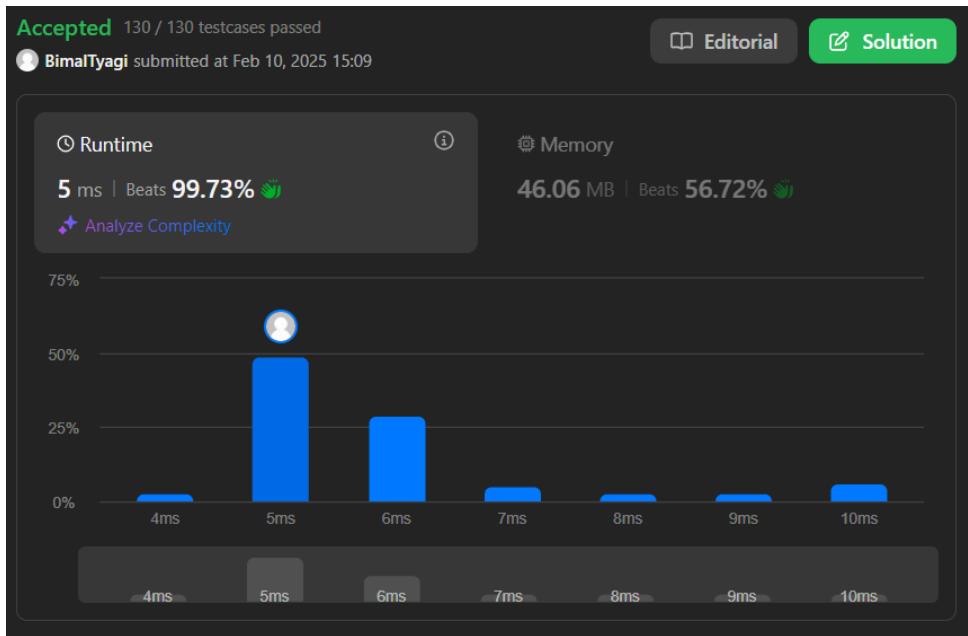 Accepted 130 / 130 testcases passed
Editorial
Solution
BimalTyagi submitted at Feb 10, 2025 15:09
Runtime
5 ms | Beats 99.73%
Analyze Complexity
Memory
46.06 MB | Beats 56.72%
75%
50%
25%
0%
4ms 5ms 6ms 7ms 8ms 9ms 10ms
4ms 5ms 6ms 7ms 8ms 9ms 10ms